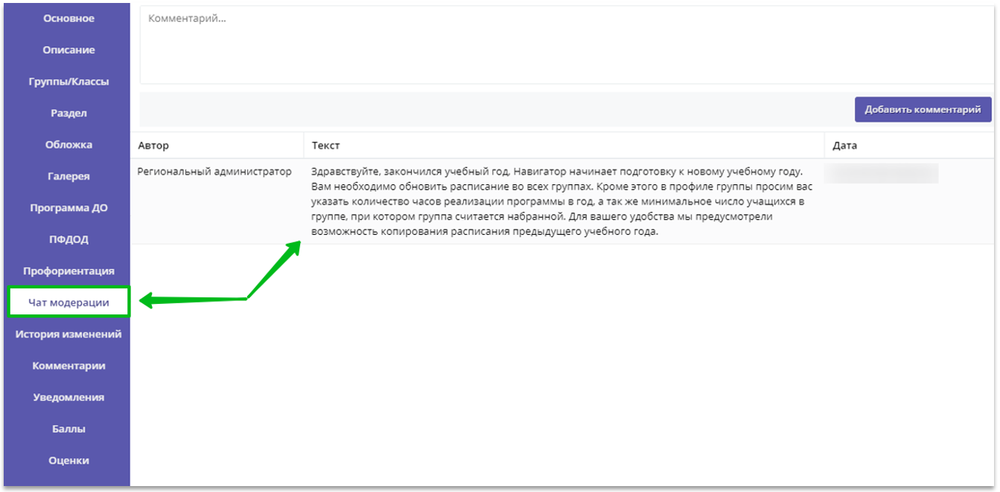 Основное
Описание
Группы/Классы
Раздел
Обложка
Галерея
Программа ДО
ПФДОД
Профориентация
Чат модерации
История изменений
Комментарии
Уведомления
Баллы
Оценки
Комментарий...
Добавить комментарий
Автор Текст Дата
Региональный администратор
Здравствуйте, закончился учебный год, Навигатор начинает подготовку к новому учебному году.
Вам необходимо обновить расписание во всех группах. Кроме этого в профиле группы просим вас
указать количество часов реализации программы в год, а так же минимальное число учащихся в
группе, при котором группа считается набранной. Для вашего удобства мы предусмотрели
возможность копирования расписания предыдущего учебного года.